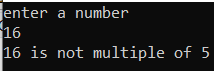 enter a number
16
16 is not multiple of 5